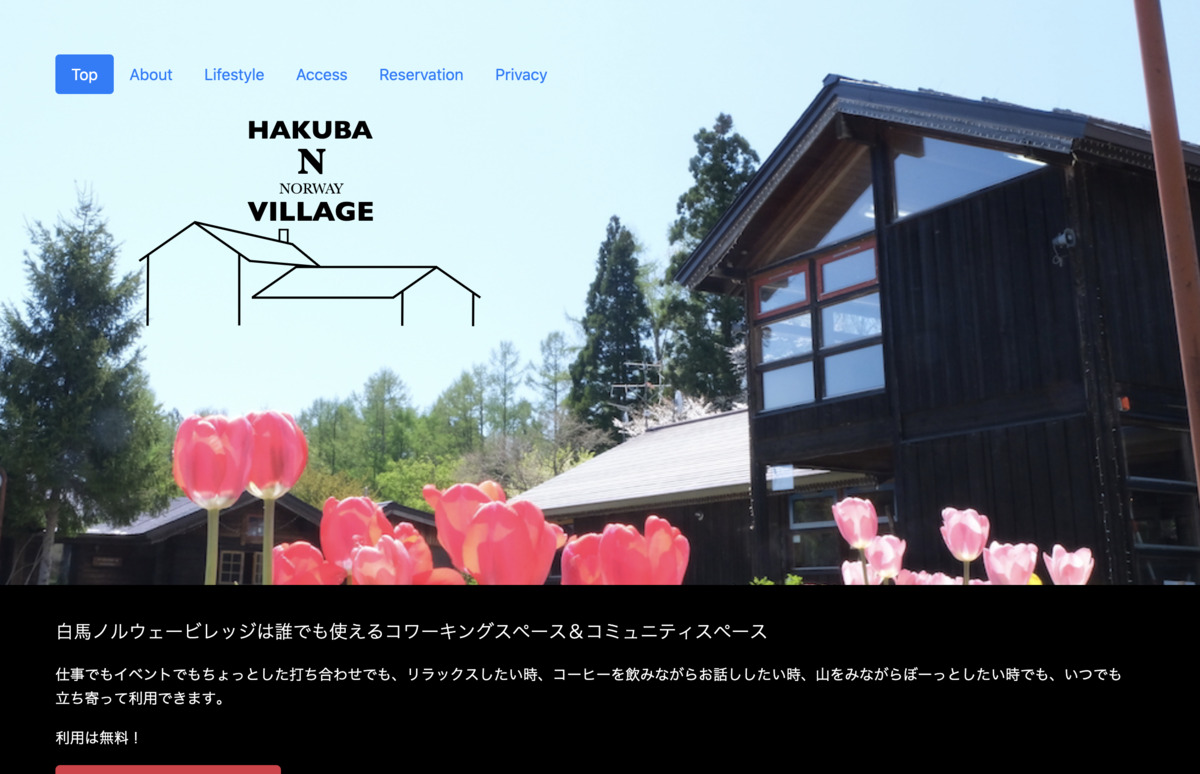 Top About Lifestyle Access Reservation Privacy
HAKUBA
N
NORWAY
VILLAGE
白馬ノルウェービレッジは誰でも使えるコワーキングスペース＆コミュニティスペース
仕事でもイベントでもちょっとした打ち合わせでも、リラックスしたい時、コーヒーを飲みながらお話ししたい時、山をみながらぼーっとしたい時でも、いつでも
立ち寄って利用できます。
利用は無料！